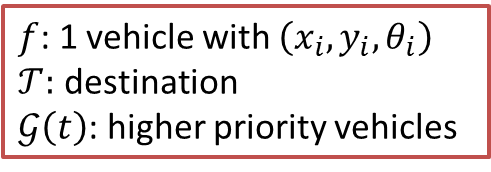 f: 1 vehicle with (xᵢ, yᵢ, θᵢ)
𝒯: destination
𝒢(t): higher priority vehicles